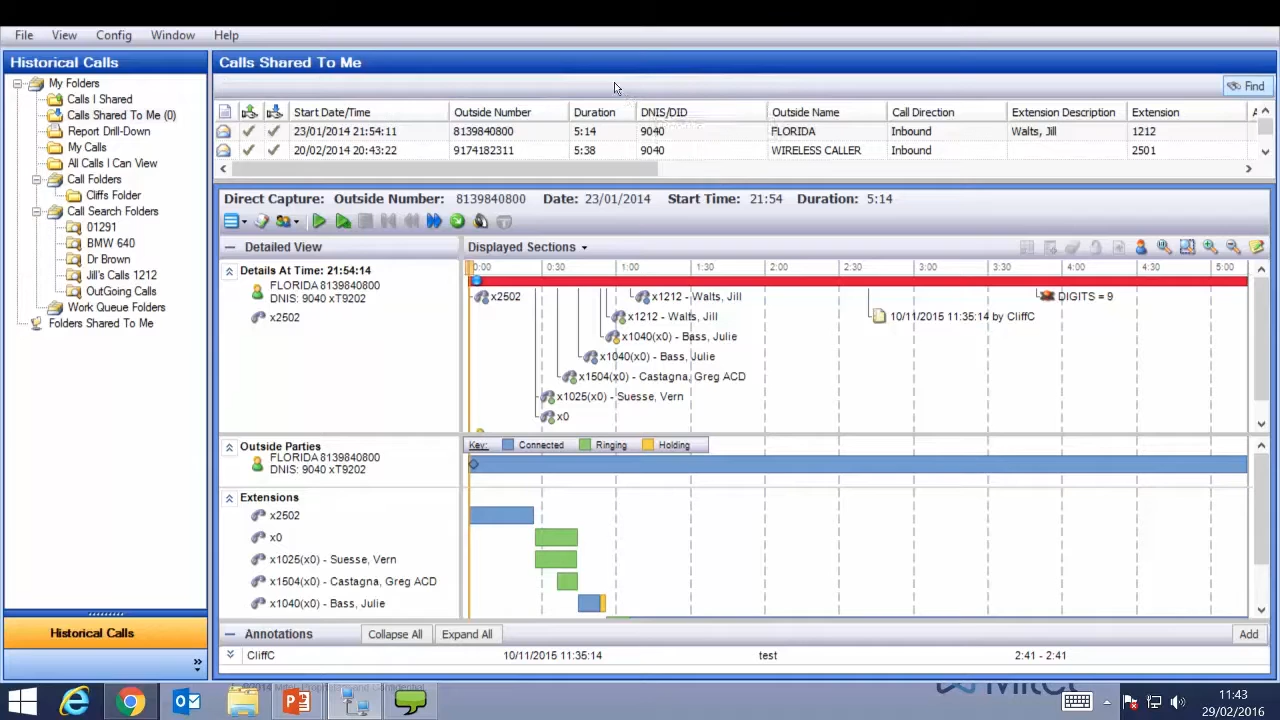 File View Config Window Help
Historical Calls
My Folders
Calls I Shared
Calls Shared To Me (0)
Report Drill-Down
My Calls
All Calls I Can View
Call Folders
Cliffs Folder
Call Search Folders
01291
BMW 640
Dr Brown
Jill's Calls 1212
OutGoing Calls
Work Queue Folders
Folders Shared To Me
Historical Calls
Calls Shared To Me
Find
Start Date/Time Outside Number Duration DNIS/DID Outside Name Call Direction Extension Description Extension
23/01/2014 21:54:11 8139840800 5:14 9040 FLORIDA Inbound Walts, Jill 1212
20/02/2014 20:43:22 9174182311 5:38 9040 WIRELESS CALLER Inbound 2501
Direct Capture: Outside Number: 8139840800 Date: 23/01/2014 Start Time: 21:54 Duration: 5:14
Detailed View Displayed Sections
Details At Time: 21:54:14
FLORIDA 8139840800
DNIS: 9040 xT9202
x2502
0:00 0:30 1:00 1:30 2:00 2:30 3:00 3:30 4:00 4:30 5:00
x2502 x1212 - Walts, Jill DIGITS = 9
x1212 - Walts, Jill 10/11/2015 11:35:14 by CliffC
x1040(x0) - Bass, Julie
x1040(x0) - Bass, Julie
x1504(x0) - Castagna, Greg ACD
x1025(x0) - Suesse, Vern
x0
Key: Connected Ringing Holding
Outside Parties
FLORIDA 8139840800
DNIS: 9040 xT9202
Extensions
x2502
x0
x1025(x0) - Suesse, Vern
x1504(x0) - Castagna, Greg ACD
x1040(x0) - Bass, Julie
Annotations Collapse All Expand All Add
CliffC 10/11/2015 11:35:14 test 2:41 - 2:41
11:43
29/02/2016